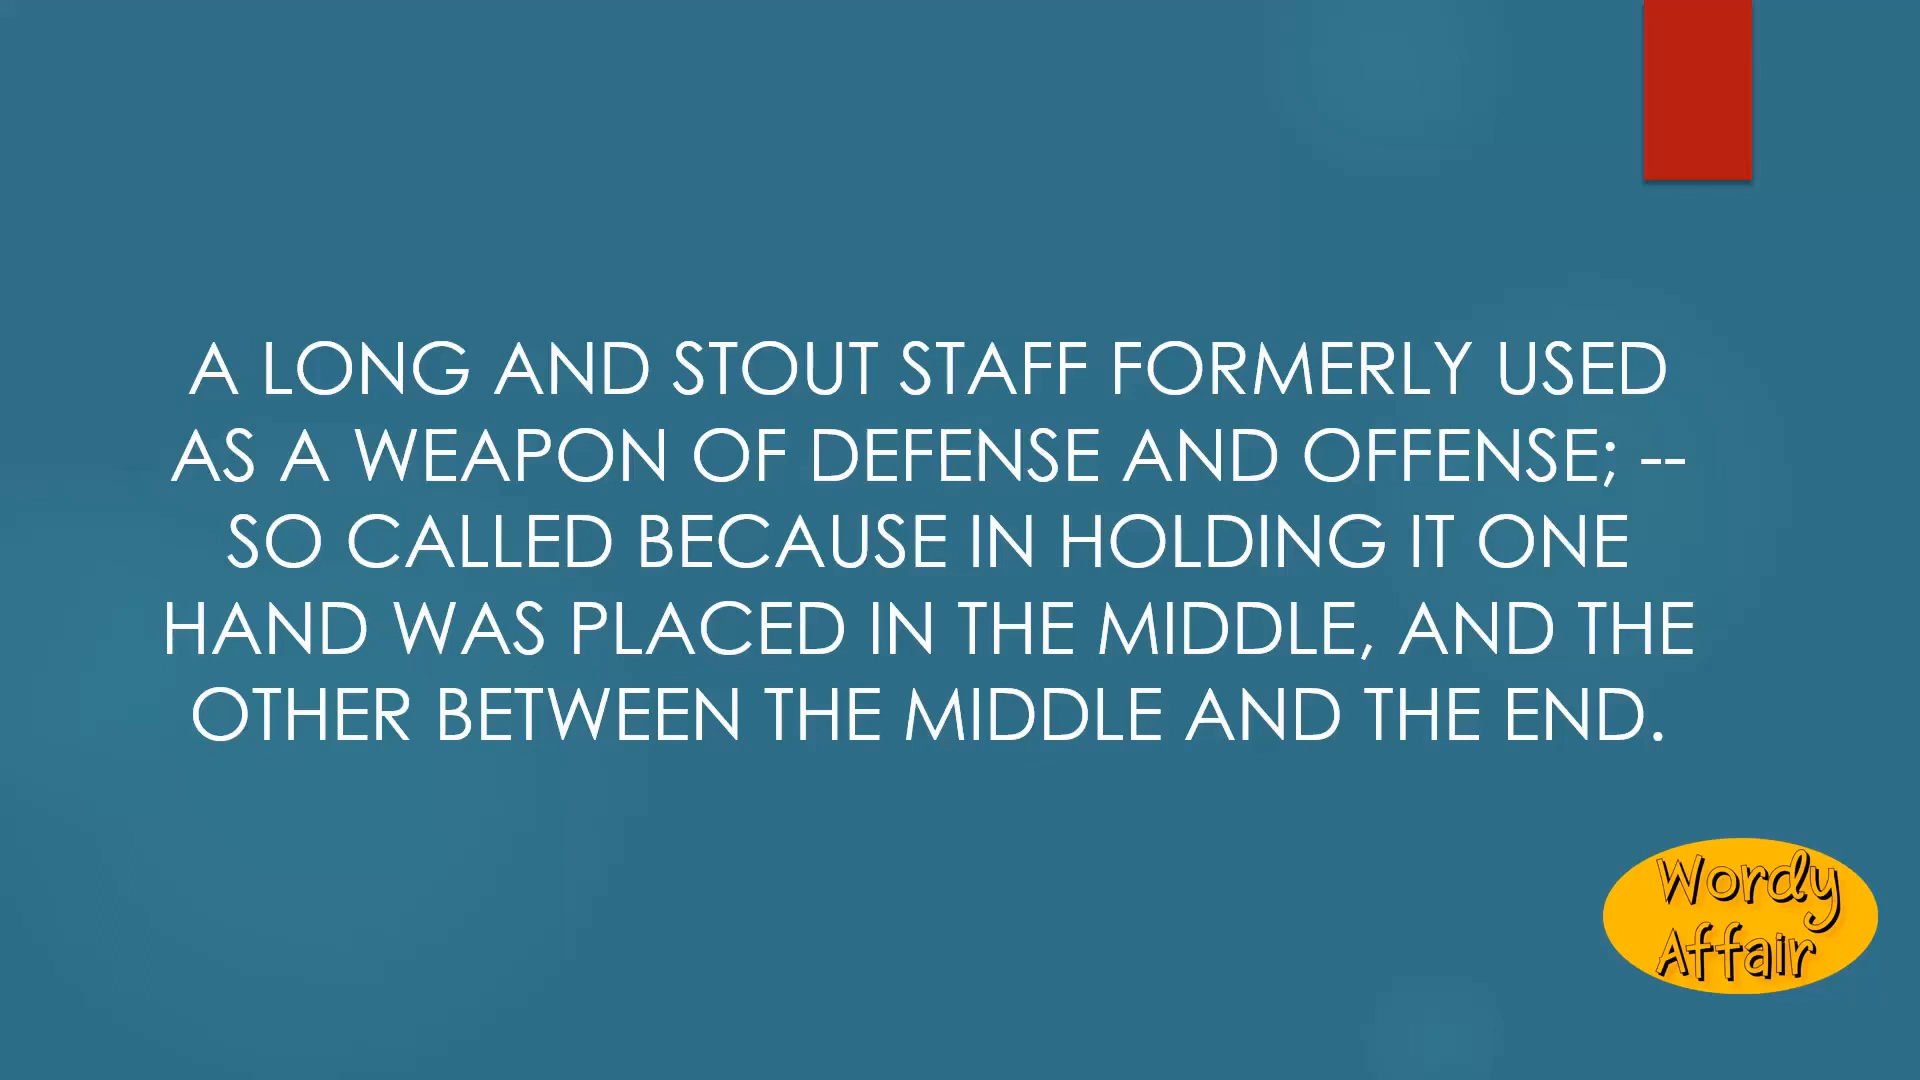 A LONG AND STOUT STAFF FORMERLY USED
AS A WEAPON OF DEFENSE AND OFFENSE; --
SO CALLED BECAUSE IN HOLDING IT ONE
HAND WAS PLACED IN THE MIDDLE, AND THE
OTHER BETWEEN THE MIDDLE AND THE END.
Wordy
Affair